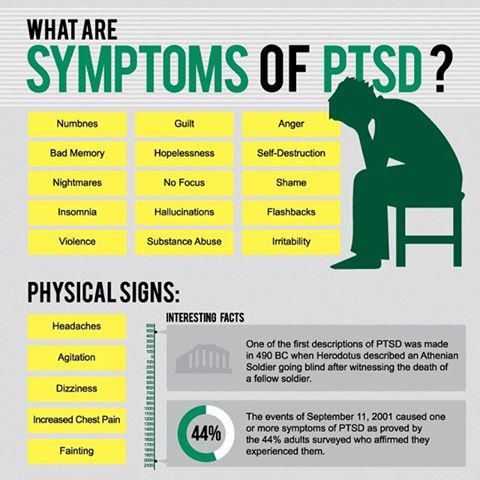 WHAT ARE
SYMPTOMS OF PTSD?
Numbnes
Guilt
Anger
Bad Memory
Hopelessness
Self-Destruction
Nightmares
No Focus
Shame
Insomnia
Hallucinations
Flashbacks
Violence
Substance Abuse
Irritability
PHYSICAL SIGNS:
Headaches
Agitation
Dizziness
Increased Chest Pain
Fainting
INTERESTING FACTS
One of the first descriptions of PTSD was made
in 490 BC when Herodotus described an Athenian
Soldier going blind after witnessing the death of
a fellow soldier.
44%
The events of September 11, 2001 caused one
or more symptoms of PTSD as proved by
the 44% adults surveyed who affirmed they
experienced them.